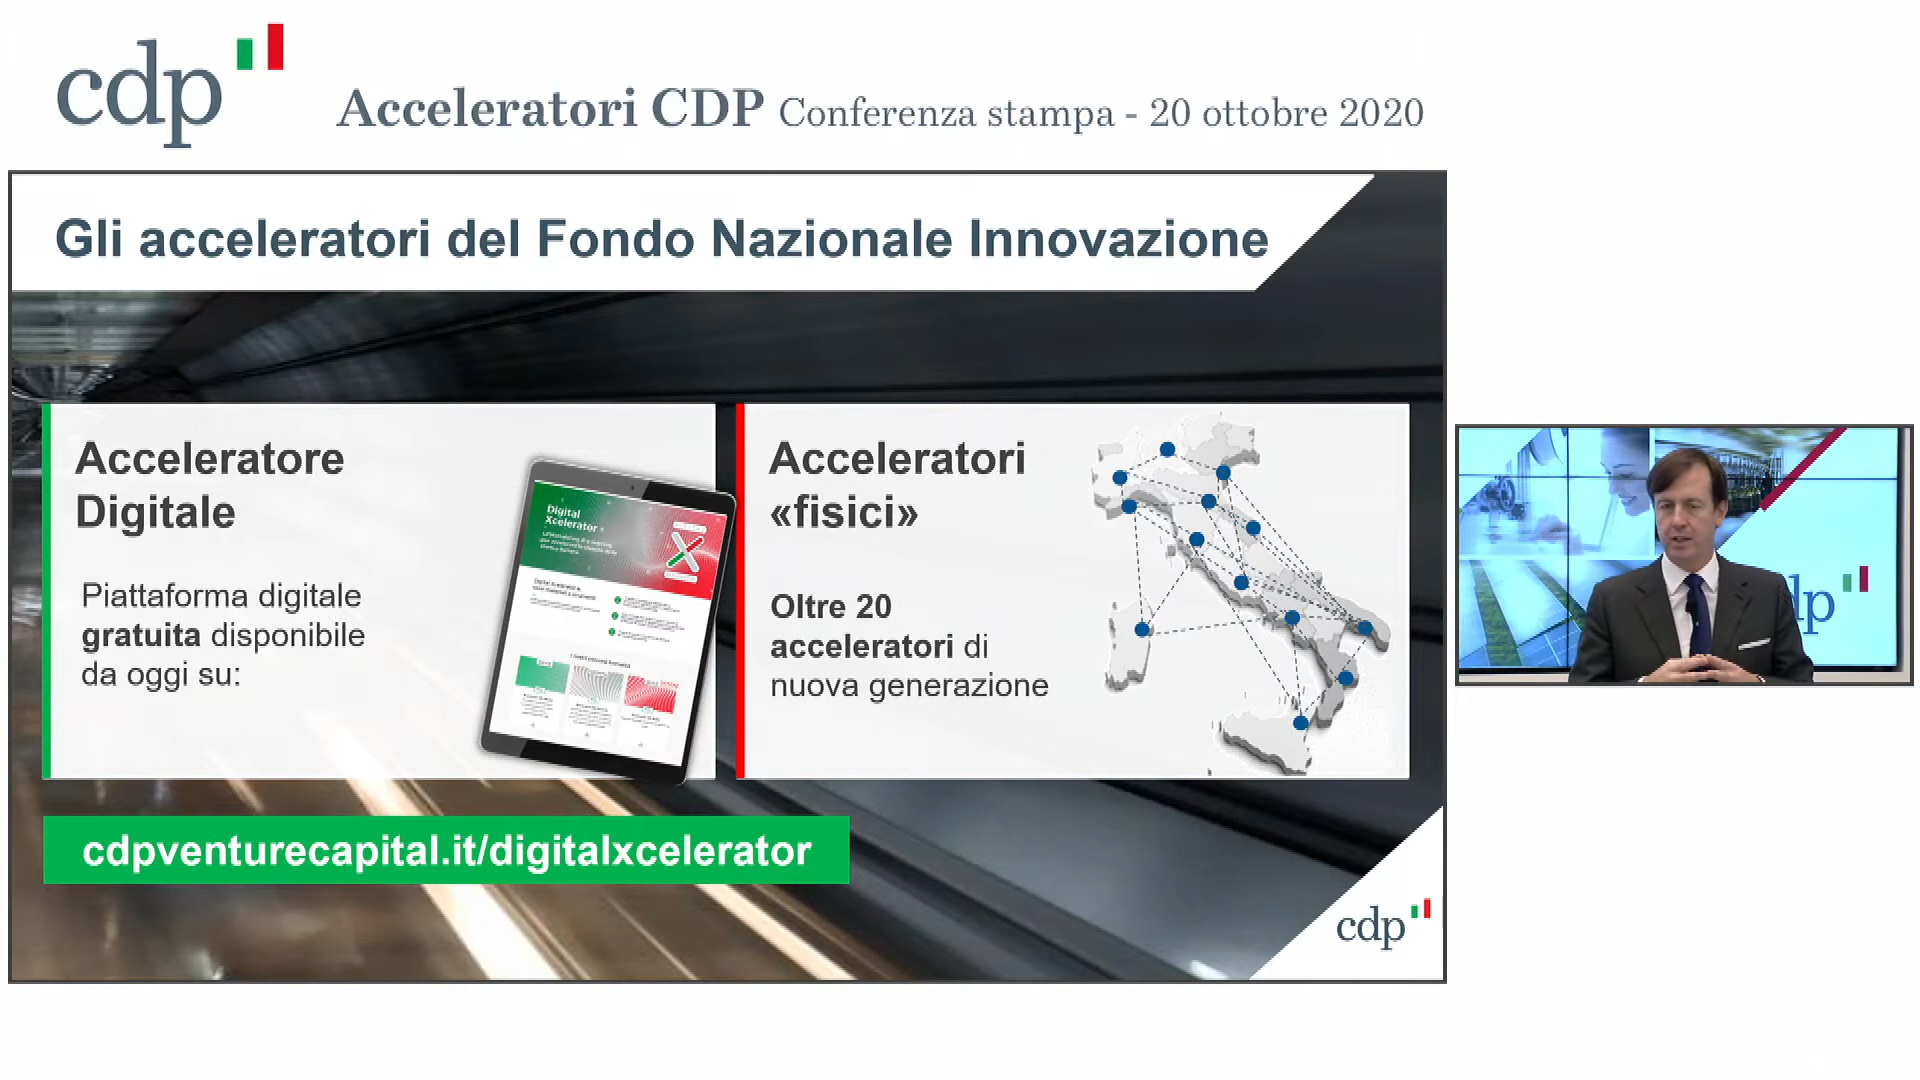 cdp
Acceleratori CDP Conferenza stampa - 20 ottobre 2020
Gli acceleratori del Fondo Nazionale Innovazione
Acceleratore
Digitale
Piattaforma digitale
gratuita disponibile
da oggi su:
Digital
Xcelerator
Acceleratori
«fisici»
Oltre 20
acceleratori di
nuova generazione
cdpventurecapital.it/digitalxcelerator
cdp
dp